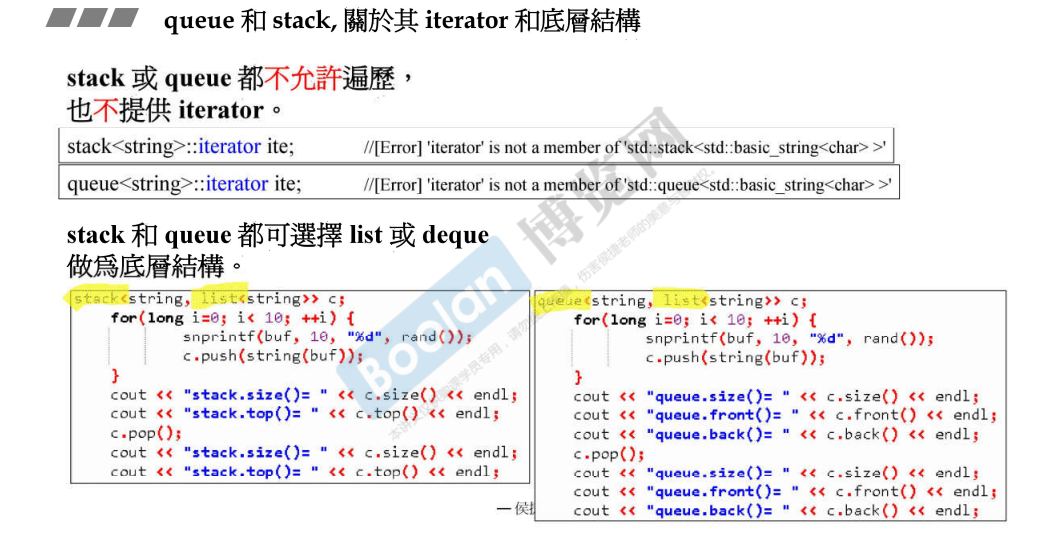 queue 和 stack, 關於其 iterator 和底層結構
stack 或 queue 都不允許遍歷，
也不提供 iterator。
stack<string>::iterator ite; //[Error] 'iterator' is not a member of 'std::stack<std::basic_string<char> >'
queue<string>::iterator ite; //[Error] 'iterator' is not a member of 'std::queue<std::basic_string<char> >'
stack 和 queue 都可選擇 list 或 deque
做爲底層結構。
stack<string, list<string>> c;
for(long i=0; i< 10; ++i) {
snprintf(buf, 10, "%d", rand());
c.push(string(buf));
}
cout << "stack.size()= " << c.size() << endl;
cout << "stack.top()= " << c.top() << endl;
c.pop();
cout << "stack.size()= " << c.size() << endl;
cout << "stack.top()= " << c.top() << endl;
queue<string, list<string>> c;
for(long i=0; i< 10; ++i) {
snprintf(buf, 10, "%d", rand());
c.push(string(buf));
}
cout << "queue.size()= " << c.size() << endl;
cout << "queue.front()= " << c.front() << endl;
cout << "queue.back()= " << c.back() << endl;
c.pop();
cout << "queue.size()= " << c.size() << endl;
cout << "queue.front()= " << c.front() << endl;
cout << "queue.back()= " << c.back() << endl;
— 侯
Boolan 博览网